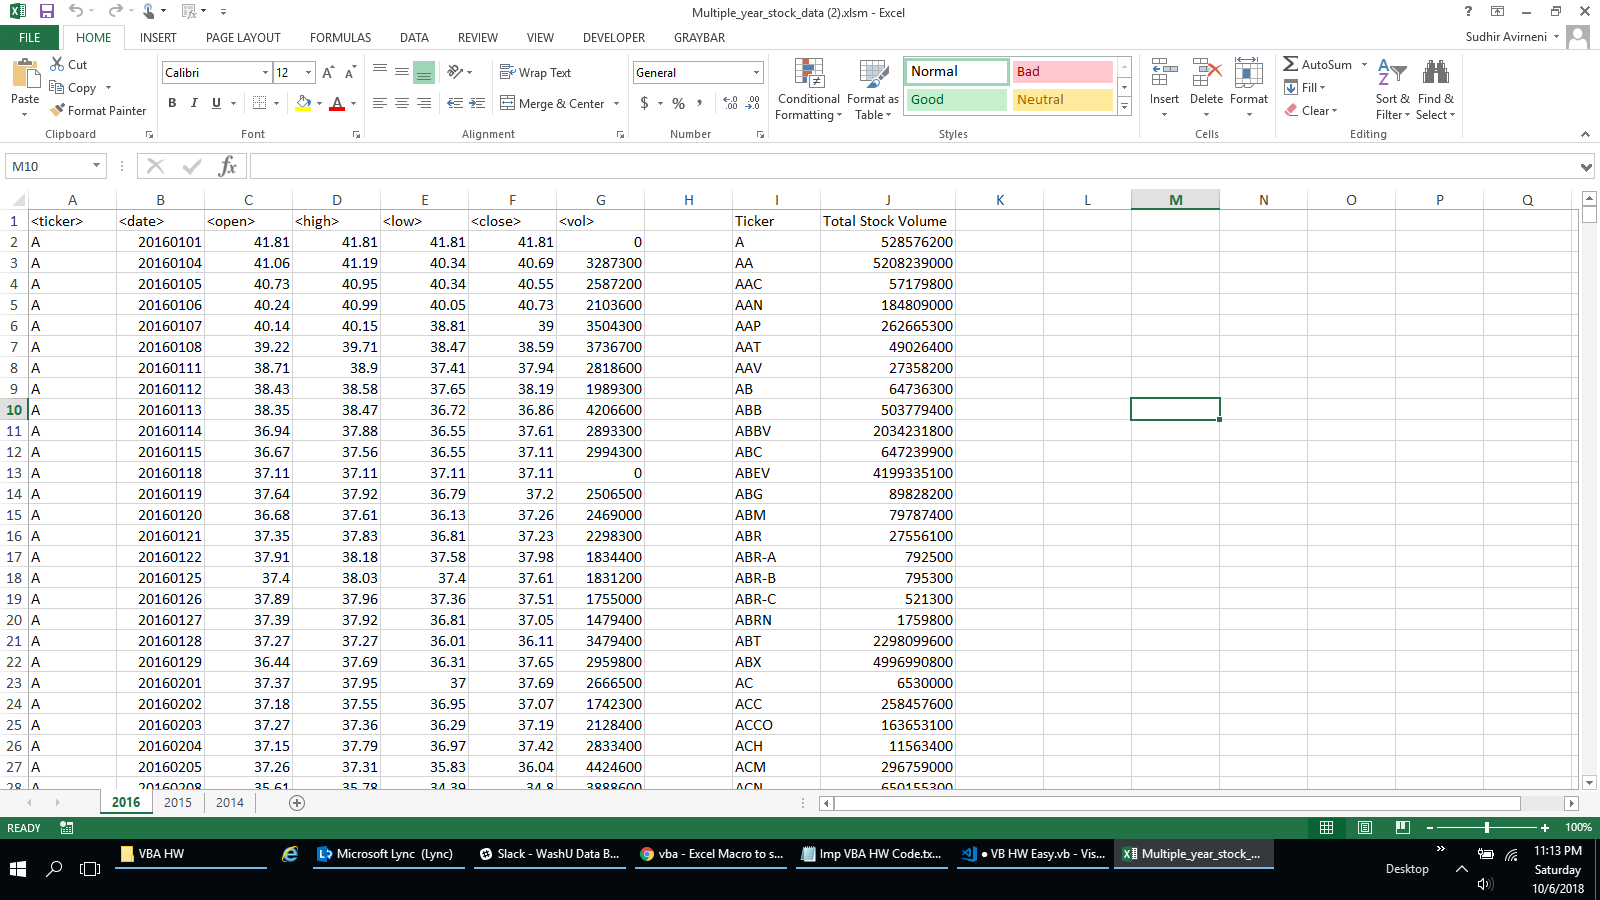 Multiple_year_stock_data (2).xlsm - Excel
FILE HOME INSERT PAGE LAYOUT FORMULAS DATA REVIEW VIEW DEVELOPER GRAYBAR Sudhir Avirneni
Paste Cut Copy Format Painter
Calibri 12 B I U A
Wrap Text Merge & Center
General $ % ,
Conditional Formatting Format as Table Normal Bad Good Neutral
Insert Delete Format
AutoSum Fill Clear Sort & Filter Find & Select
Clipboard Font Alignment Number Styles Cells Editing
M10 fx
A B C D E F G H I J K L M N O P Q
1 <ticker> <date> <open> <high> <low> <close> <vol> Ticker Total Stock Volume
2 A 20160101 41.81 41.81 41.81 41.81 0 A 528576200
3 A 20160104 41.06 41.19 40.34 40.69 3287300 AA 5208239000
4 A 20160105 40.73 40.95 40.34 40.55 2587200 AAC 57179800
5 A 20160106 40.24 40.99 40.05 40.73 2103600 AAN 184809000
6 A 20160107 40.14 40.15 38.81 39 3504300 AAP 262665300
7 A 20160108 39.22 39.71 38.47 38.59 3736700 AAT 49026400
8 A 20160111 38.71 38.9 37.41 37.94 2818600 AAV 27358200
9 A 20160112 38.43 38.58 37.65 38.19 1989300 AB 64736300
10 A 20160113 38.35 38.47 36.72 36.86 4206600 ABB 503779400
11 A 20160114 36.94 37.88 36.55 37.61 2893300 ABBV 2034231800
12 A 20160115 36.67 37.56 36.55 37.11 2994300 ABC 647239900
13 A 20160118 37.11 37.11 37.11 37.11 0 ABEV 4199335100
14 A 20160119 37.64 37.92 36.79 37.2 2506500 ABG 89828200
15 A 20160120 36.68 37.61 36.13 37.26 2469000 ABM 79787400
16 A 20160121 37.35 37.83 36.81 37.23 2298300 ABR 27556100
17 A 20160122 37.91 38.18 37.58 37.98 1834400 ABR-A 792500
18 A 20160125 37.4 38.03 37.4 37.61 1831200 ABR-B 795300
19 A 20160126 37.89 37.96 37.36 37.51 1755000 ABR-C 521300
20 A 20160127 37.39 37.92 36.81 37.05 1479400 ABRN 1759800
21 A 20160128 37.27 37.27 36.01 36.11 3479400 ABT 2298099600
22 A 20160129 36.44 37.69 36.31 37.65 2959800 ABX 4996990800
23 A 20160201 37.37 37.95 37 37.69 2666500 AC 6530000
24 A 20160202 37.18 37.55 36.95 37.07 1742300 ACC 258457600
25 A 20160203 37.27 37.36 36.29 37.19 2128400 ACCO 163653100
26 A 20160204 37.15 37.79 36.97 37.42 2833400 ACH 11563400
27 A 20160205 37.26 37.31 35.83 36.04 4424600 ACM 296759000
28 A 20160208 35.61 35.78 34.39 34.8 3888600 ACN 650155300
2016 2015 2014
READY 100%
VBA HW Microsoft Lync (Lync) Slack - WashU Data B... vba - Excel Macro to s... Imp VBA HW Code.tx... ● VB HW Easy.vb - Vis... Multiple_year_stock_...
Desktop
11:13 PM
Saturday
10/6/2018